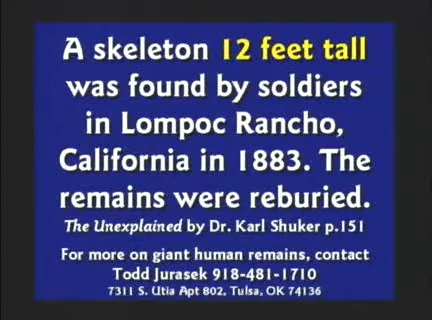 A skeleton 12 feet tall
was found by soldiers
in Lompoc Rancho,
California in 1883. The
remains were reburied.
The Unexplained by Dr. Karl Shuker p.151
For more on giant human remains, contact
Todd Jurasek 918-481-1710
7311 S. Utia Apt 802, Tulsa, OK 74136